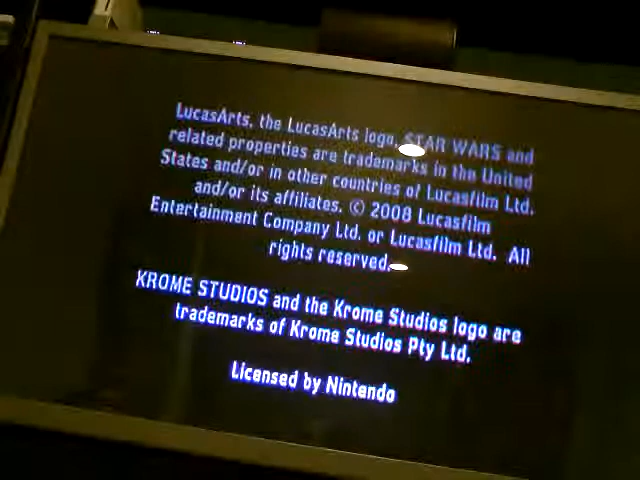 LucasArts, the LucasArts logo, STAR WARS and
related properties are trademarks in the United
States and/or in other countries of Lucasfilm Ltd.
and/or its affiliates. © 2008 Lucasfilm
Entertainment Company Ltd. or Lucasfilm Ltd. All
rights reserved.
KROME STUDIOS and the Krome Studios logo are
trademarks of Krome Studios Pty Ltd.
Licensed by Nintendo